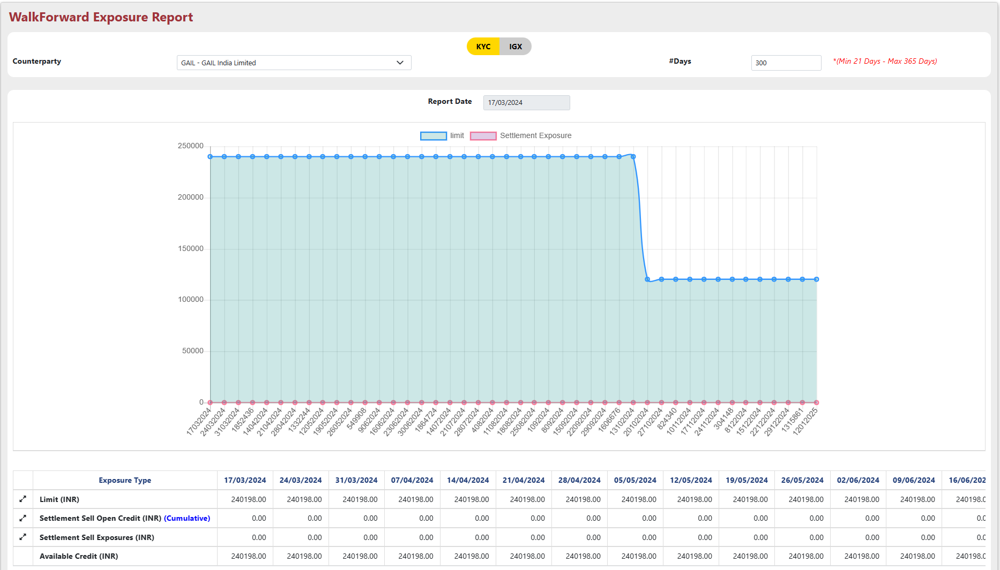 WalkForward Exposure Report
KYC IGX
Counterparty GAIL - GAIL India Limited #Days 300 *(Min 21 Days - Max 365 Days)
Report Date 17/03/2024
limit Settlement Exposure
250000
200000
150000
100000
50000
0
17032024 24032024 31032024 1852436 14042024 21042024 28042024 1332244 12052024 19052024 26052024 549908 9062024 16062024 23062024 30062024 1864724 14072024 21072024 28072024 4082024 11082024 18082024 25082024 1092024 8092024 15092024 22092024 29092024 1606676 13102024 20102024 27102024 824340 10112024 17112024 24112024 304148 8122024 15122024 22122024 29122024 1315861 12012025
Exposure Type 17/03/2024 24/03/2024 31/03/2024 07/04/2024 14/04/2024 21/04/2024 28/04/2024 05/05/2024 12/05/2024 19/05/2024 26/05/2024 02/06/2024 09/06/2024 16/06/202
Limit (INR) 240198.00 240198.00 240198.00 240198.00 240198.00 240198.00 240198.00 240198.00 240198.00 240198.00 240198.00 240198.00 240198.00 240198.0
Settlement Sell Open Credit (INR) (Cumulative) 0.00 0.00 0.00 0.00 0.00 0.00 0.00 0.00 0.00 0.00 0.00 0.00 0.00 0.0
Settlement Sell Exposures (INR) 0.00 0.00 0.00 0.00 0.00 0.00 0.00 0.00 0.00 0.00 0.00 0.00 0.00 0.0
Available Credit (INR) 240198.00 240198.00 240198.00 240198.00 240198.00 240198.00 240198.00 240198.00 240198.00 240198.00 240198.00 240198.00 240198.00 240198.0